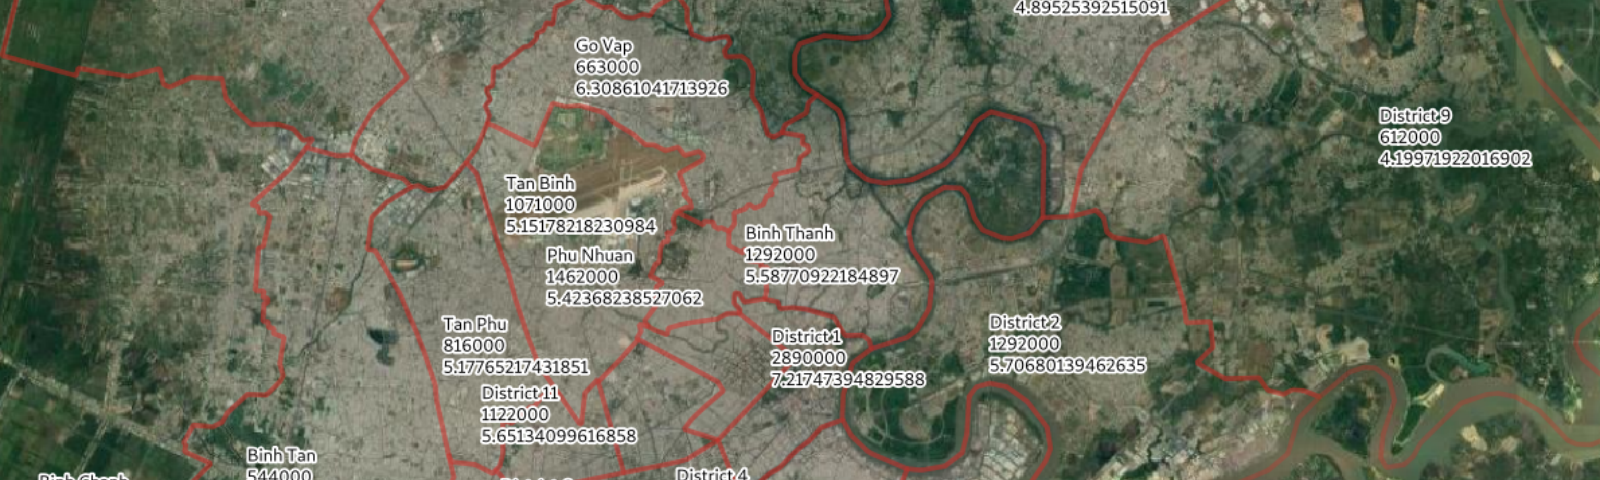 4.89525392515091
Go Vap
663000
6.30861041713926
District 9
612000
4.19971922016902
Tan Binh
1071000
5.15178218230984
Binh Thanh
1292000
5.58770922184897
Phu Nhuan
1462000
5.42368238527062
Tan Phu
816000
5.17765217431851
District 1
2890000
7.21747394829588
District 2
1292000
5.70680139462635
District 11
1122000
5.65134099616858
Binh Tan
544000
District 4